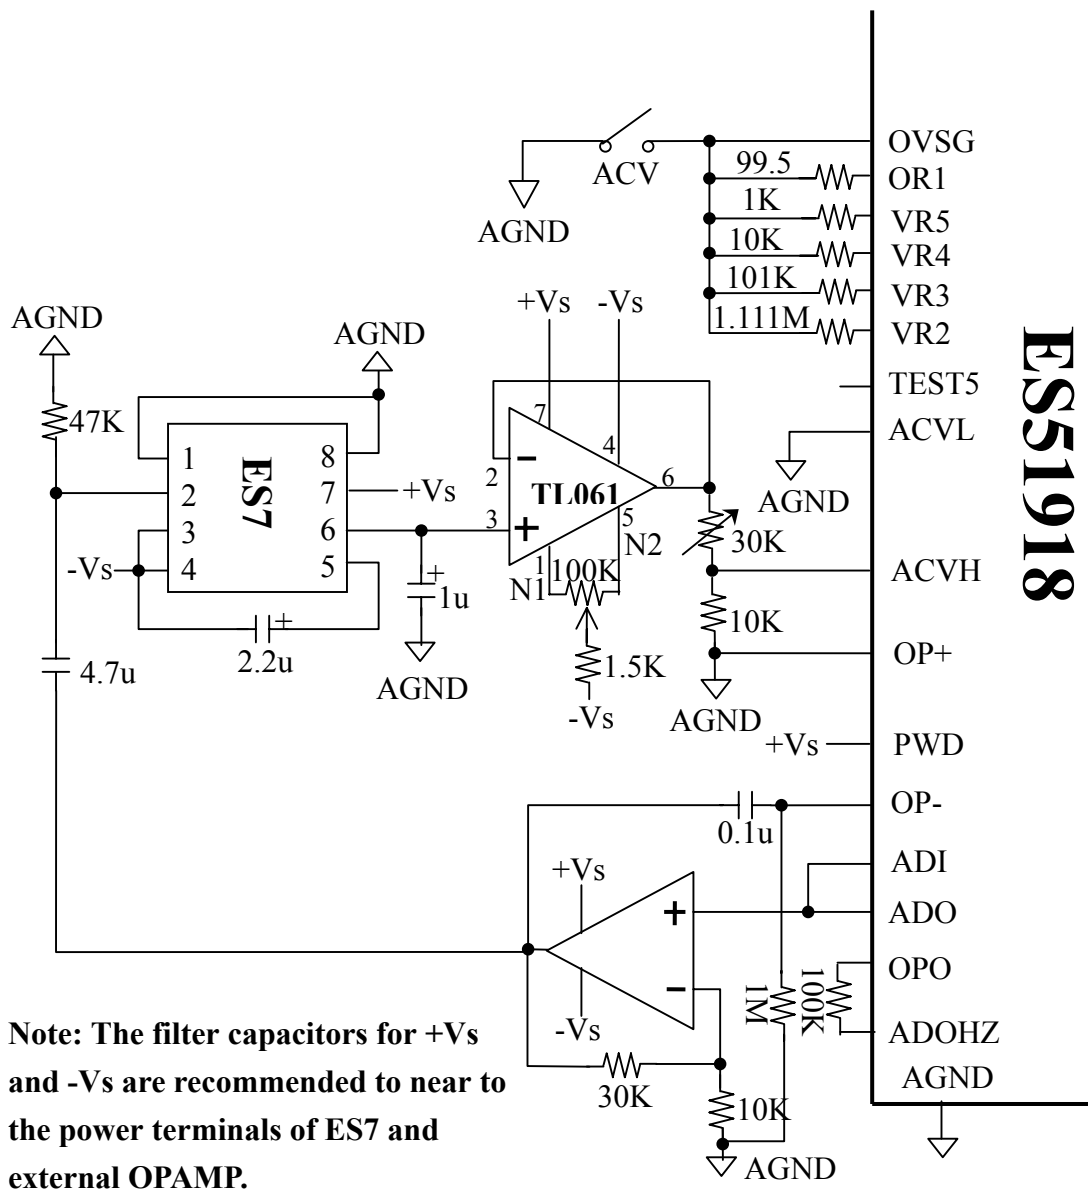 OVSG
99.5
ACV
OR1
1K
AGND
VR5
10K
VR4
101K
VR3
+Vs
-Vs
1.111M
VR2
AGND
AGND
ES51918
TEST5
47K
7
ACVL
1
8
ES7
4
2
7
+Vs
2
TL061
6
AGND
3
6
3
5
30K
N2
-Vs
4
5
1
100K
ACVH
N1
+
1u
10K
+
2.2u
4.7u
AGND
1.5K
OP+
-Vs
AGND
+Vs
PWD
OP-
0.1u
+Vs
ADI
+
ADO
OPO
-
1M
100K
-Vs
ADOHZ
30K
10K
AGND
AGND
Note: The filter capacitors for +Vs
and -Vs are recommended to near to
the power terminals of ES7 and
external OPAMP.